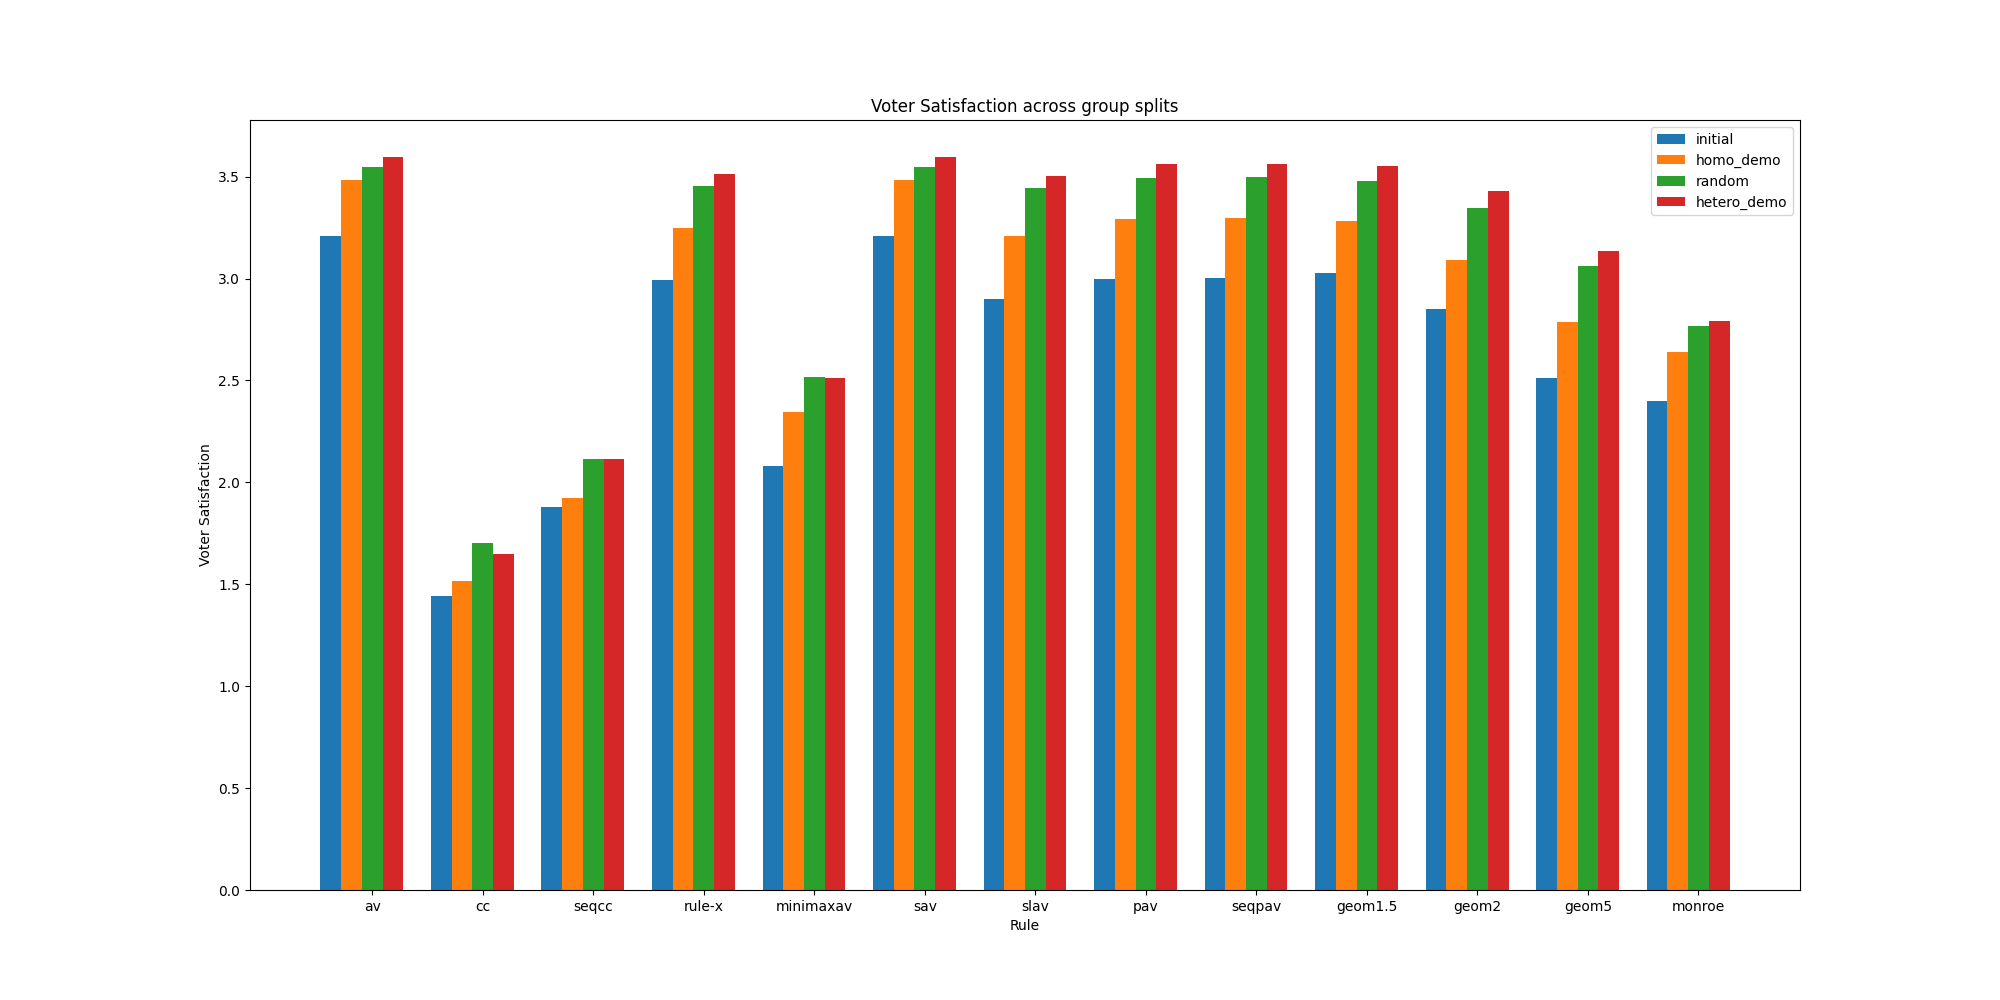 Voter Satisfaction across group splits
initial
homo_demo
random
hetero_demo
Voter Satisfaction
3.5
3.0
2.5
2.0
1.5
1.0
0.5
0.0
av cc seqcc rule-x minimaxav sav slav pav seqpav geom1.5 geom2 geom5 monroe
Rule